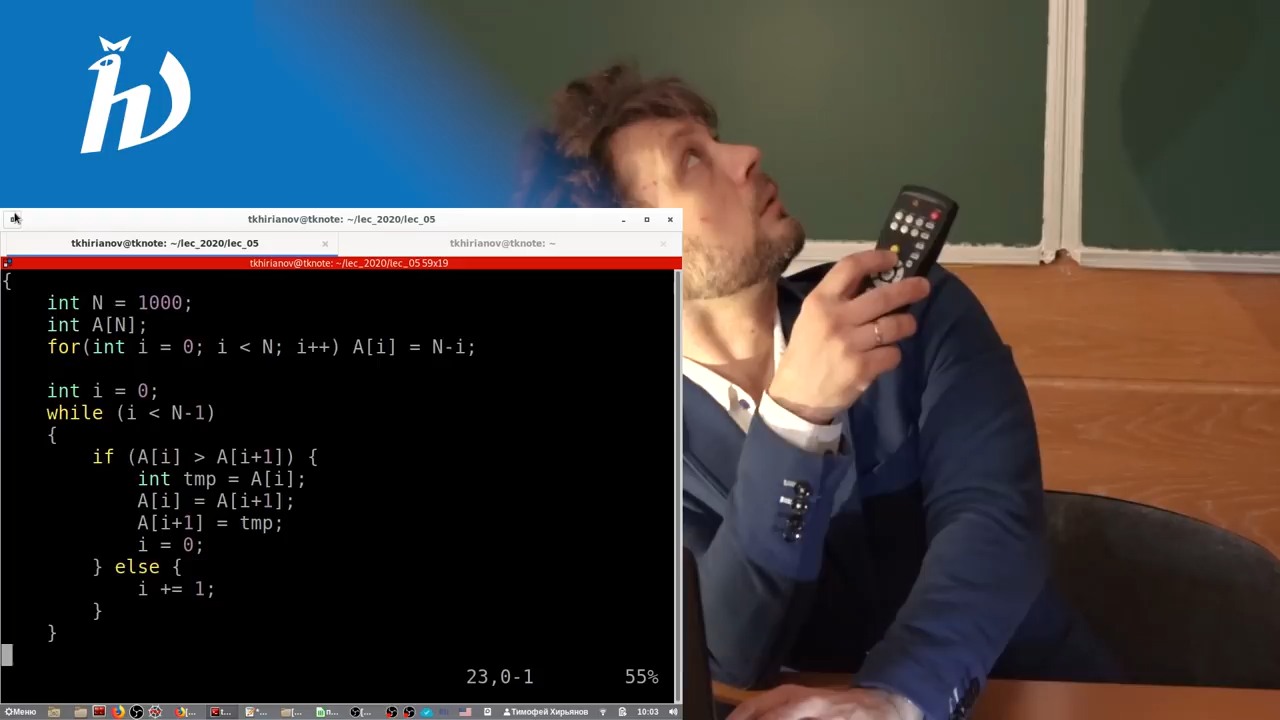 tkhirianov@tknote: ~/lec_2020/lec_05
tkhirianov@tknote: ~/lec_2020/lec_05
tkhirianov@tknote: ~
tkhirianov@tknote: ~/lec_2020/lec_05 59x19
{
int N = 1000;
int A[N];
for(int i = 0; i < N; i++) A[i] = N-i;
int i = 0;
while (i < N-1)
{
if (A[i] > A[i+1]) {
int tmp = A[i];
A[i] = A[i+1];
A[i+1] = tmp;
i = 0;
} else {
i += 1;
}
}
23,0-1 55%
Меню
Тимофей Хирьянов
10:03